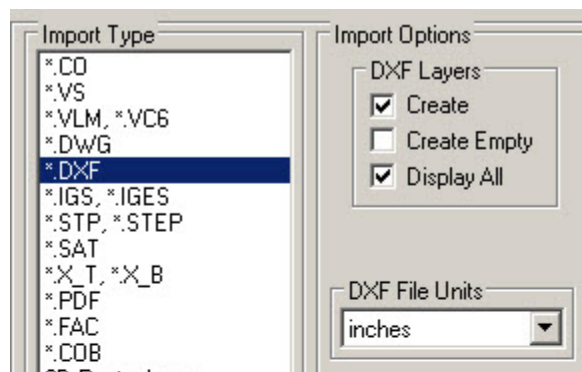 Import Type
*.CO
*.VS
*.VLM, *.VC6
*.DWG
*.DXF
*.IGS, *.IGES
*.STP, *.STEP
*.SAT
*.X_T, *.X_B
*.PDF
*.FAC
*.COB
Import Options
DXF Layers
Create
Create Empty
Display All
DXF File Units
inches